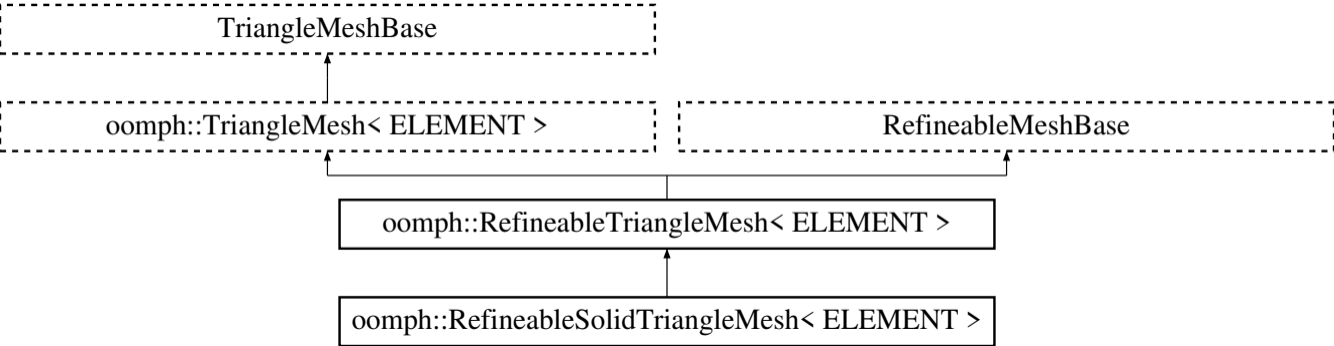 TriangleMeshBase
oomph::TriangleMesh< ELEMENT >
RefineableMeshBase
oomph::RefineableTriangleMesh< ELEMENT >
oomph::RefineableSolidTriangleMesh< ELEMENT >